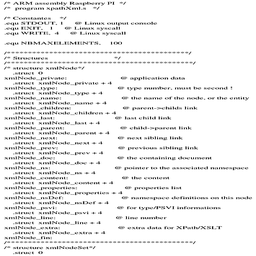 /* ARM assembly Raspberry PI */
/* program xpathXml.s */

/* Constantes */
.equ STDOUT, 1 @ Linux output console
.equ EXIT, 1 @ Linux syscall
.equ WRITE, 4 @ Linux syscall

.equ NBMAXELEMENTS, 100

/*******************************************/
/* Structures */
/********************************************/
/* structure xmlNode*/
.struct 0
xmlNode_private: @ application data
.struct xmlNode_private + 4
xmlNode_type: @ type number, must be second !
.struct xmlNode_type + 4
xmlNode_name: @ the name of the node, or the entity
.struct xmlNode_name + 4
xmlNode_children: @ parent->childs link
.struct xmlNode_children + 4
xmlNode_last: @ last child link
.struct xmlNode_last + 4
xmlNode_parent: @ child->parent link
.struct xmlNode_parent + 4
xmlNode_next: @ next sibling link
.struct xmlNode_next + 4
xmlNode_prev: @ previous sibling link
.struct xmlNode_prev + 4
xmlNode_doc: @ the containing document
.struct xmlNode_doc + 4
xmlNode_ns: @ pointer to the associated namespace
.struct xmlNode_ns + 4
xmlNode_content: @ the content
.struct xmlNode_content + 4
xmlNode_properties: @ properties list
.struct xmlNode_properties + 4
xmlNode_nsDef: @ namespace definitions on this node
.struct xmlNode_nsDef + 4
xmlNode_psvi: @ for type/PSVI informations
.struct xmlNode_psvi + 4
xmlNode_line: @ line number
.struct xmlNode_line + 4
xmlNode_extra: @ extra data for XPath/XSLT
.struct xmlNode_extra + 4
xmlNode_fin:
/********************************************/
/* structure xmlNodeSet*/
.struct 0